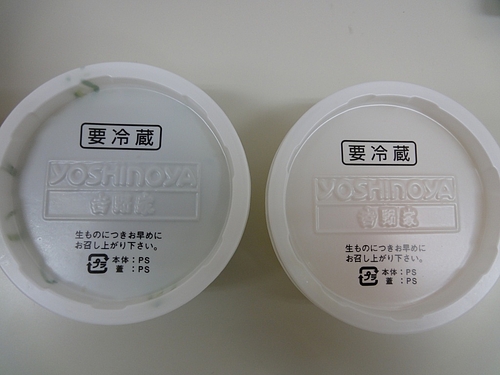 要冷蔵
YOSHINOYA
吉野家
生ものにつきお早めに
お召し上がり下さい。
プラ 本体：PS
蓋：PS
要冷蔵
YOSHINOYA
吉野家
生ものにつきお早めに
お召し上がり下さい。
プラ 本体：PS
蓋：PS